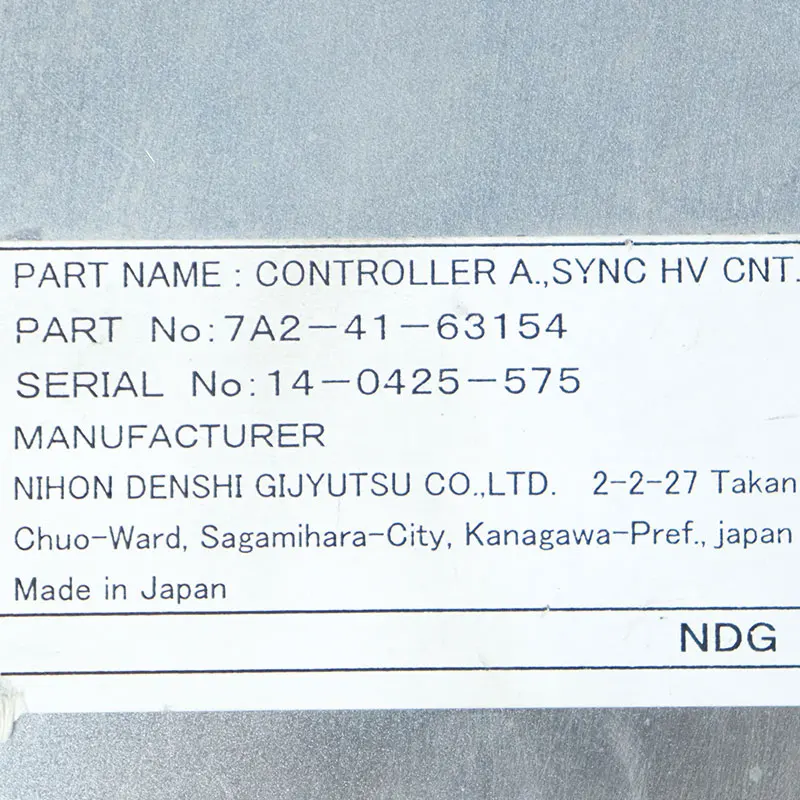 PART NAME : CONTROLLER A.,SYNC HV CNT.
PART No:7A2-41-63154
SERIAL No:14-0425-575
MANUFACTURER
NIHON DENSHI GIJYUTSU CO.,LTD. 2-2-27 Takan
Chuo-Ward, Sagamihara-City, Kanagawa-Pref., japan
Made in Japan
NDG